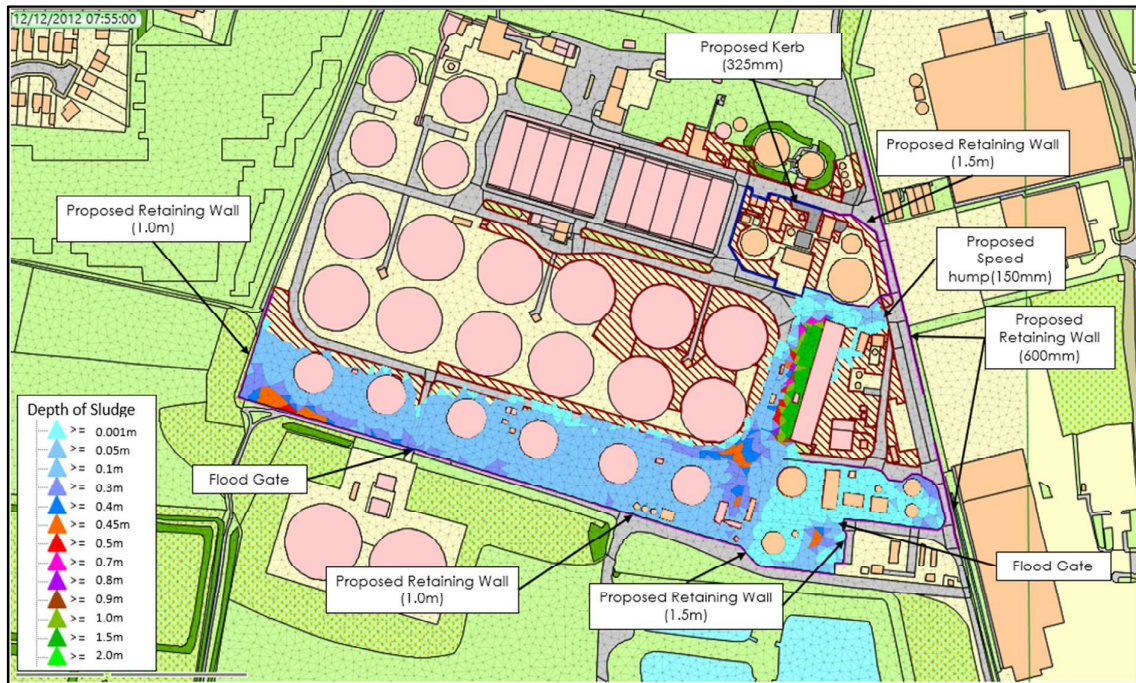 12/12/2012 07:55:00
Proposed Kerb
(325mm)
Proposed Retaining Wall
(1.5m)
Proposed Retaining Wall
(1.0m)
Proposed
Speed
hump(150mm)
Proposed
Retaining Wall
(600mm)
Depth of Sludge
>= 0.001m
>= 0.05m
>= 0.1m
>= 0.3m
>= 0.4m
>= 0.45m
>= 0.5m
>= 0.7m
>= 0.8m
>= 0.9m
>= 1.0m
>= 1.5m
>= 2.0m
Flood Gate
Proposed Retaining Wall
(1.0m)
Proposed Retaining Wall
(1.5m)
Flood Gate